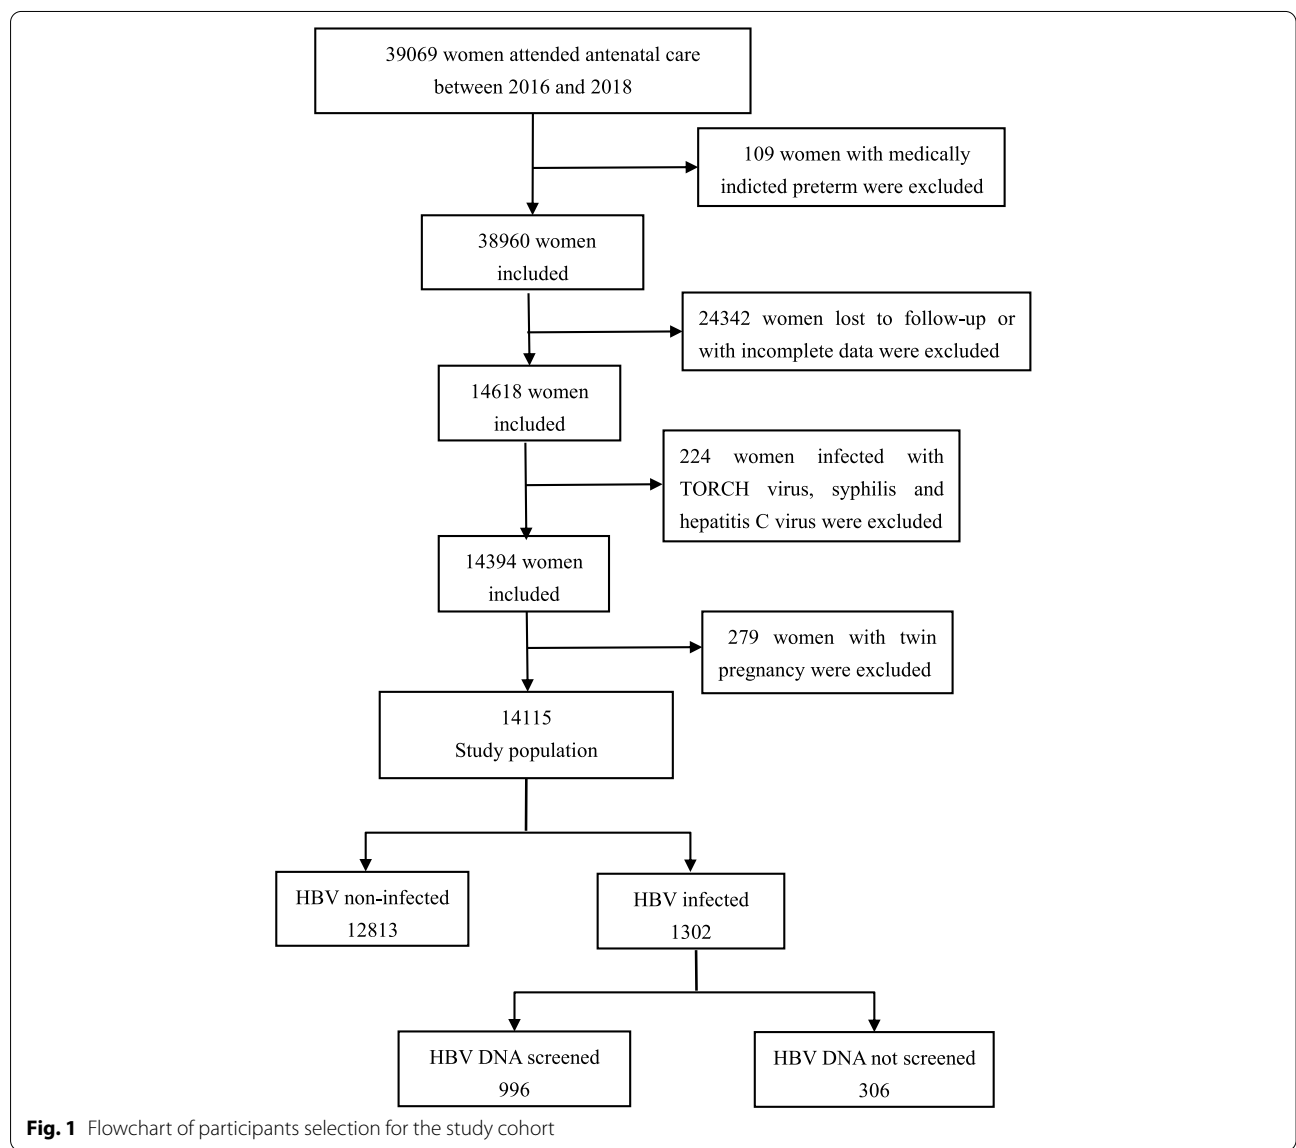 39069 women attended antenatal care
between 2016 and 2018
109 women with medically
indicted preterm were excluded
38960 women
included
24342 women lost to follow-up or
with incomplete data were excluded
14618 women
included
224 women infected with
TORCH virus, syphilis and
hepatitis C virus were excluded
14394 women
included
279 women with twin
pregnancy were excluded
14115
Study population
HBV non-infected
12813
HBV infected
1302
HBV DNA screened
996
HBV DNA not screened
306
Fig. 1 Flowchart of participants selection for the study cohort